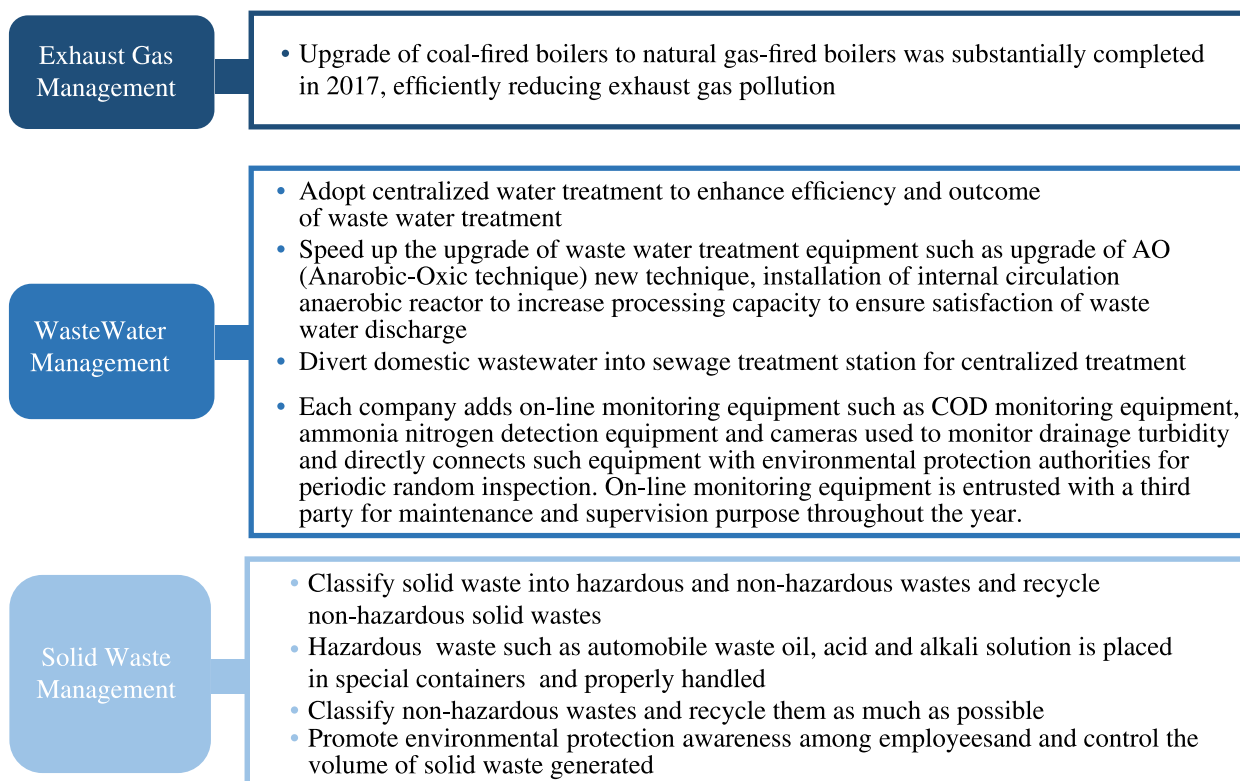 Exhaust Gas
Management
• Upgrade of coal-fired boilers to natural gas-fired boilers was substantially completed
in 2017, efficiently reducing exhaust gas pollution
WasteWater
Management
• Adopt centralized water treatment to enhance efficiency and outcome
of waste water treatment
• Speed up the upgrade of waste water treatment equipment such as upgrade of AO
(Anarobic-Oxic technique) new technique, installation of internal circulation
anaerobic reactor to increase processing capacity to ensure satisfaction of waste
water discharge
• Divert domestic wastewater into sewage treatment station for centralized treatment
• Each company adds on-line monitoring equipment such as COD monitoring equipment,
ammonia nitrogen detection equipment and cameras used to monitor drainage turbidity
and directly connects such equipment with environmental protection authorities for
periodic random inspection. On-line monitoring equipment is entrusted with a third
party for maintenance and supervision purpose throughout the year.
Solid Waste
Management
• Classify solid waste into hazardous and non-hazardous wastes and recycle
non-hazardous solid wastes
• Hazardous waste such as automobile waste oil, acid and alkali solution is placed
in special containers and properly handled
• Classify non-hazardous wastes and recycle them as much as possible
• Promote environmental protection awareness among employeesand and control the
volume of solid waste generated